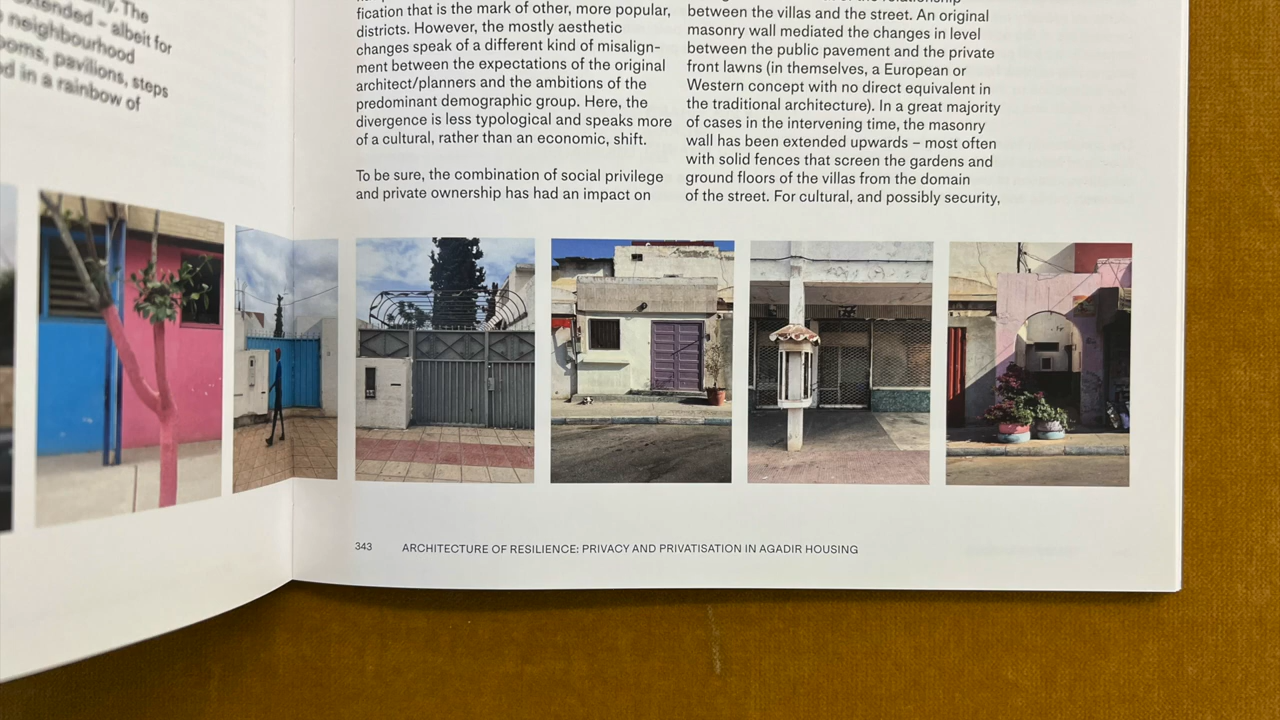 ality. The
extended – albeit for
neighbourhood
ooms, pavilions, steps
d in a rainbow of
fication that is the mark of other, more popular,
districts. However, the mostly aesthetic
changes speak of a different kind of misalign-
ment between the expectations of the original
architect/planners and the ambitions of the
predominant demographic group. Here, the
divergence is less typological and speaks more
of a cultural, rather than an economic, shift.
To be sure, the combination of social privilege
and private ownership has had an impact on
between the villas and the street. An original
masonry wall mediated the changes in level
between the public pavement and the private
front lawns (in themselves, a European or
Western concept with no direct equivalent in
the traditional architecture). In a great majority
of cases in the intervening time, the masonry
wall has been extended upwards – most often
with solid fences that screen the gardens and
ground floors of the villas from the domain
of the street. For cultural, and possibly security,
343 ARCHITECTURE OF RESILIENCE: PRIVACY AND PRIVATISATION IN AGADIR HOUSING